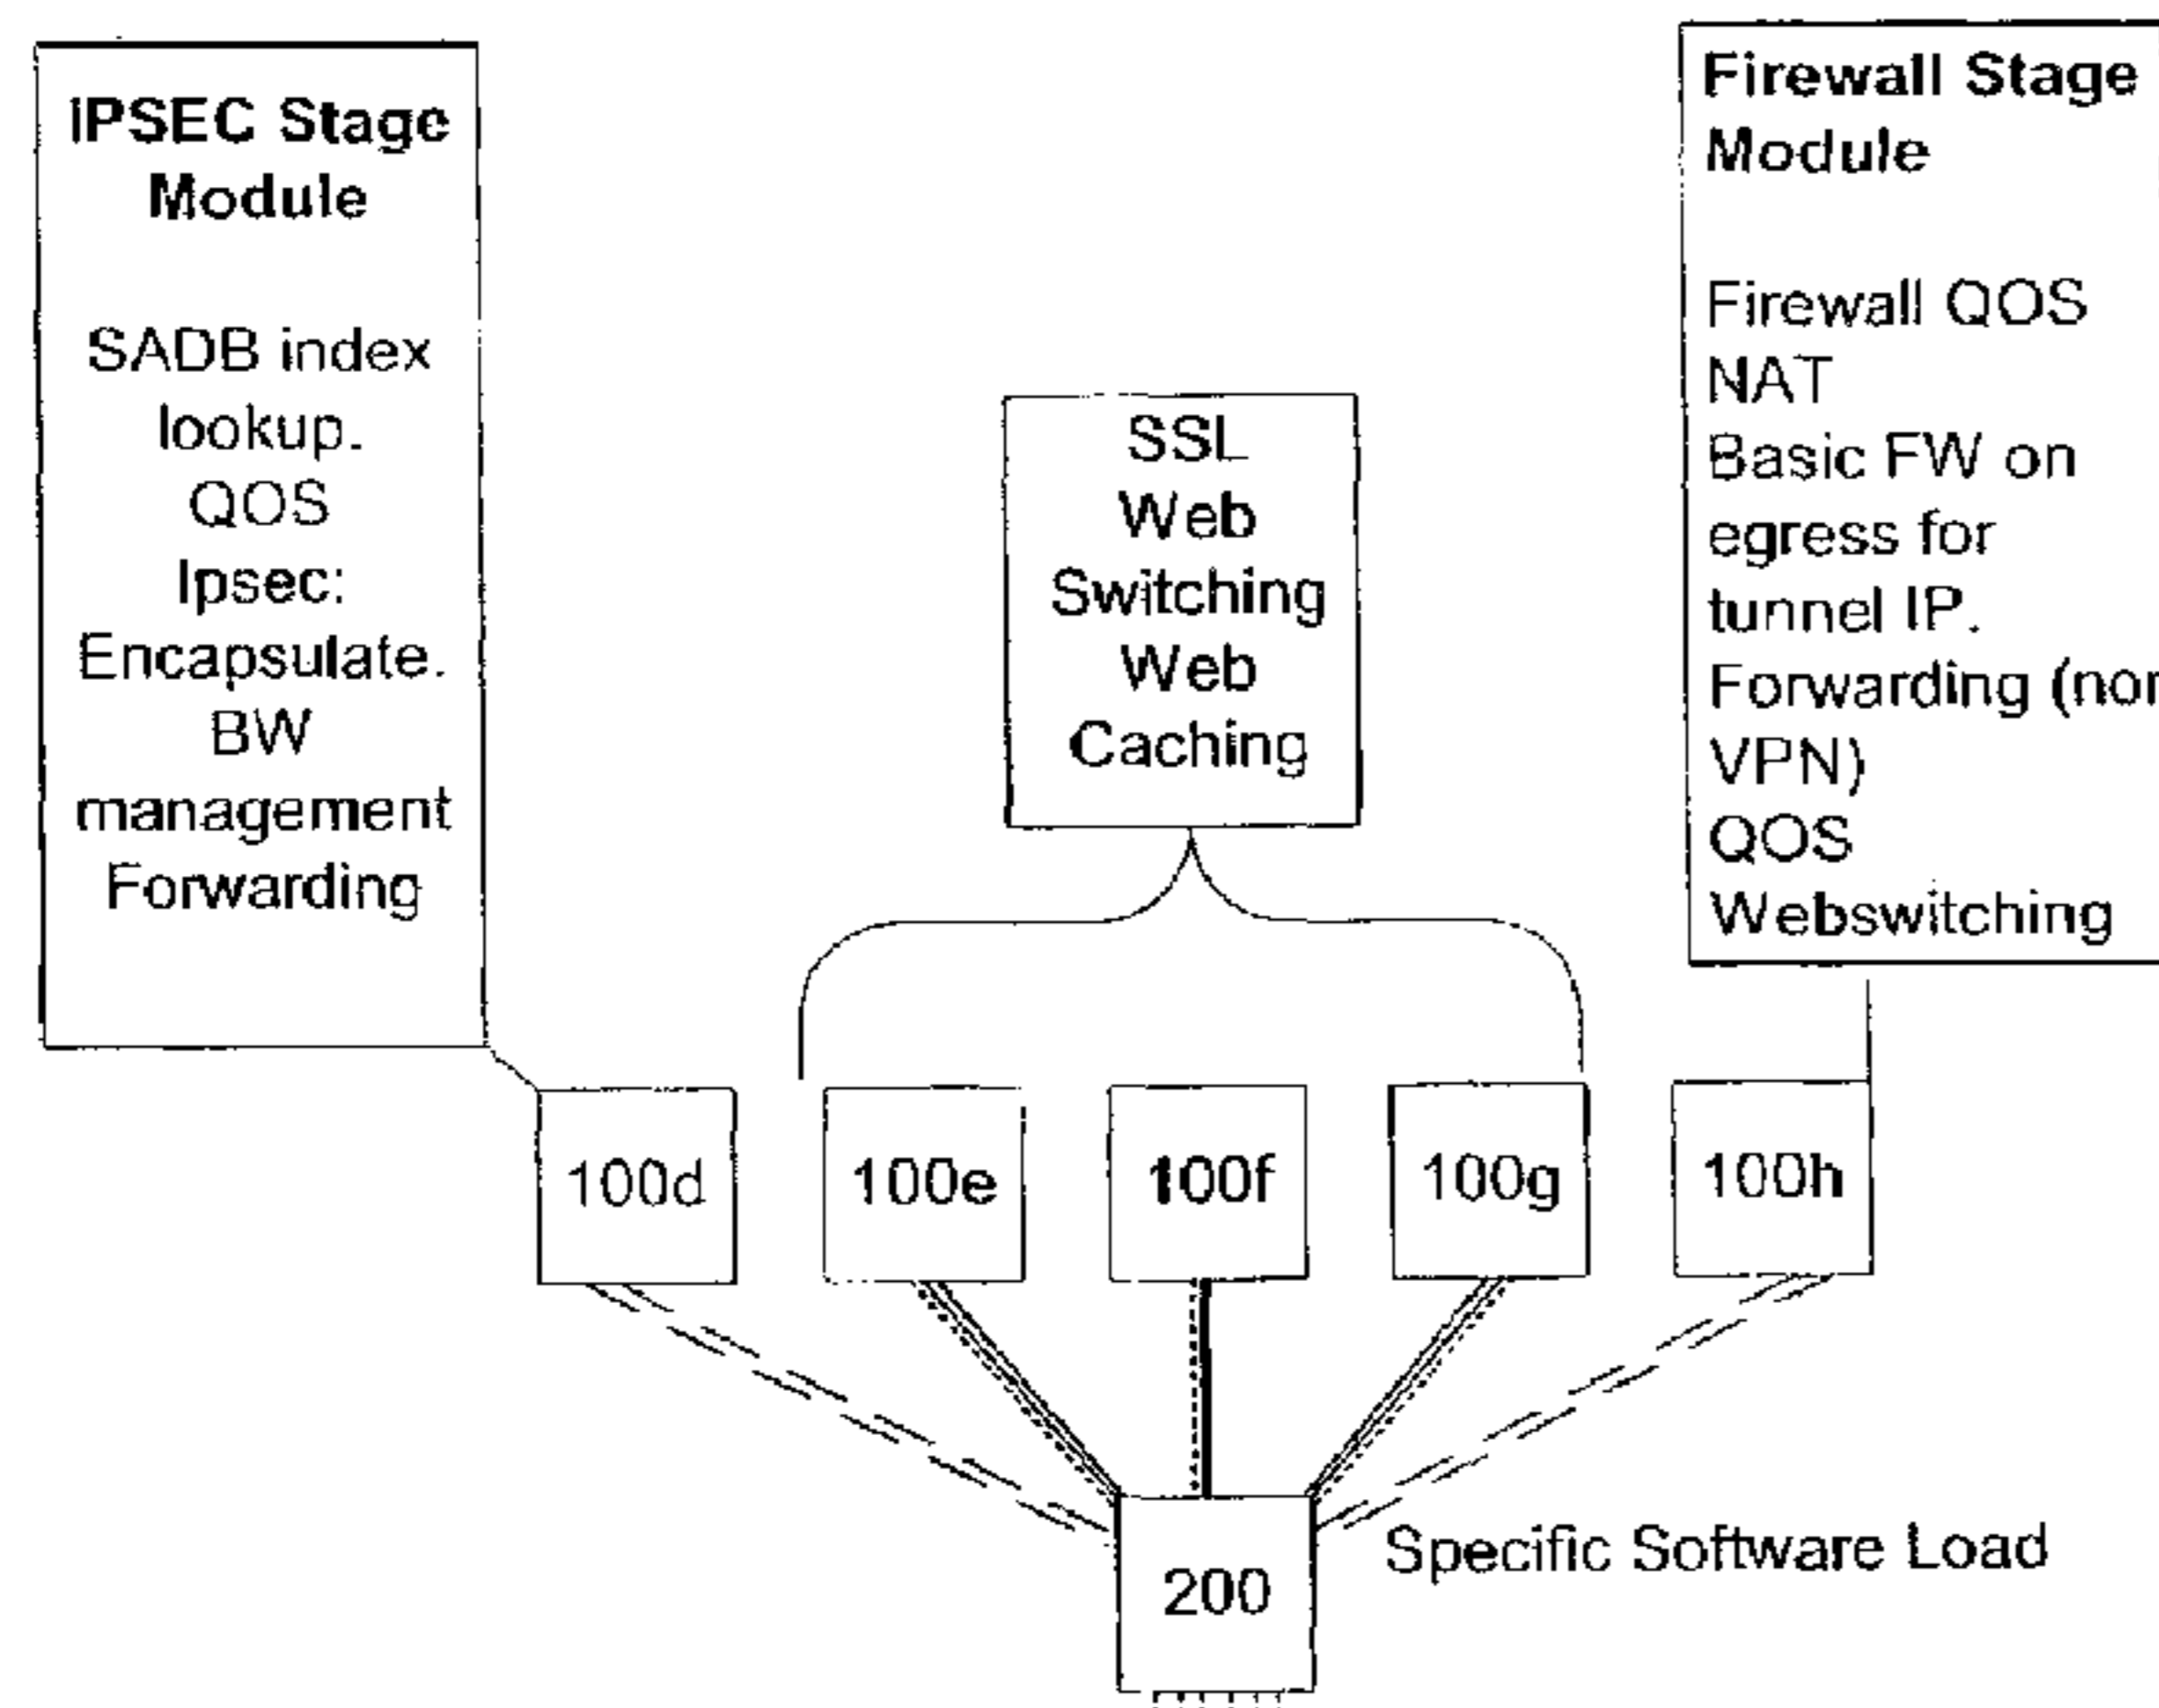 IPSEC Stage
Module
SADB index
lookup.
QOS
Ipsec:
Encapsulate.
BW
management
Forwarding
SSL
Web
Switching
Web
Caching
Firewall Stage
Module
Firewall QOS
NAT
Basic FW on
egress for
tunnel IP.
Forwarding (non
VPN)
QOS
Webswitching
100d
100e
100f
100g
100h
200
Specific Software Load